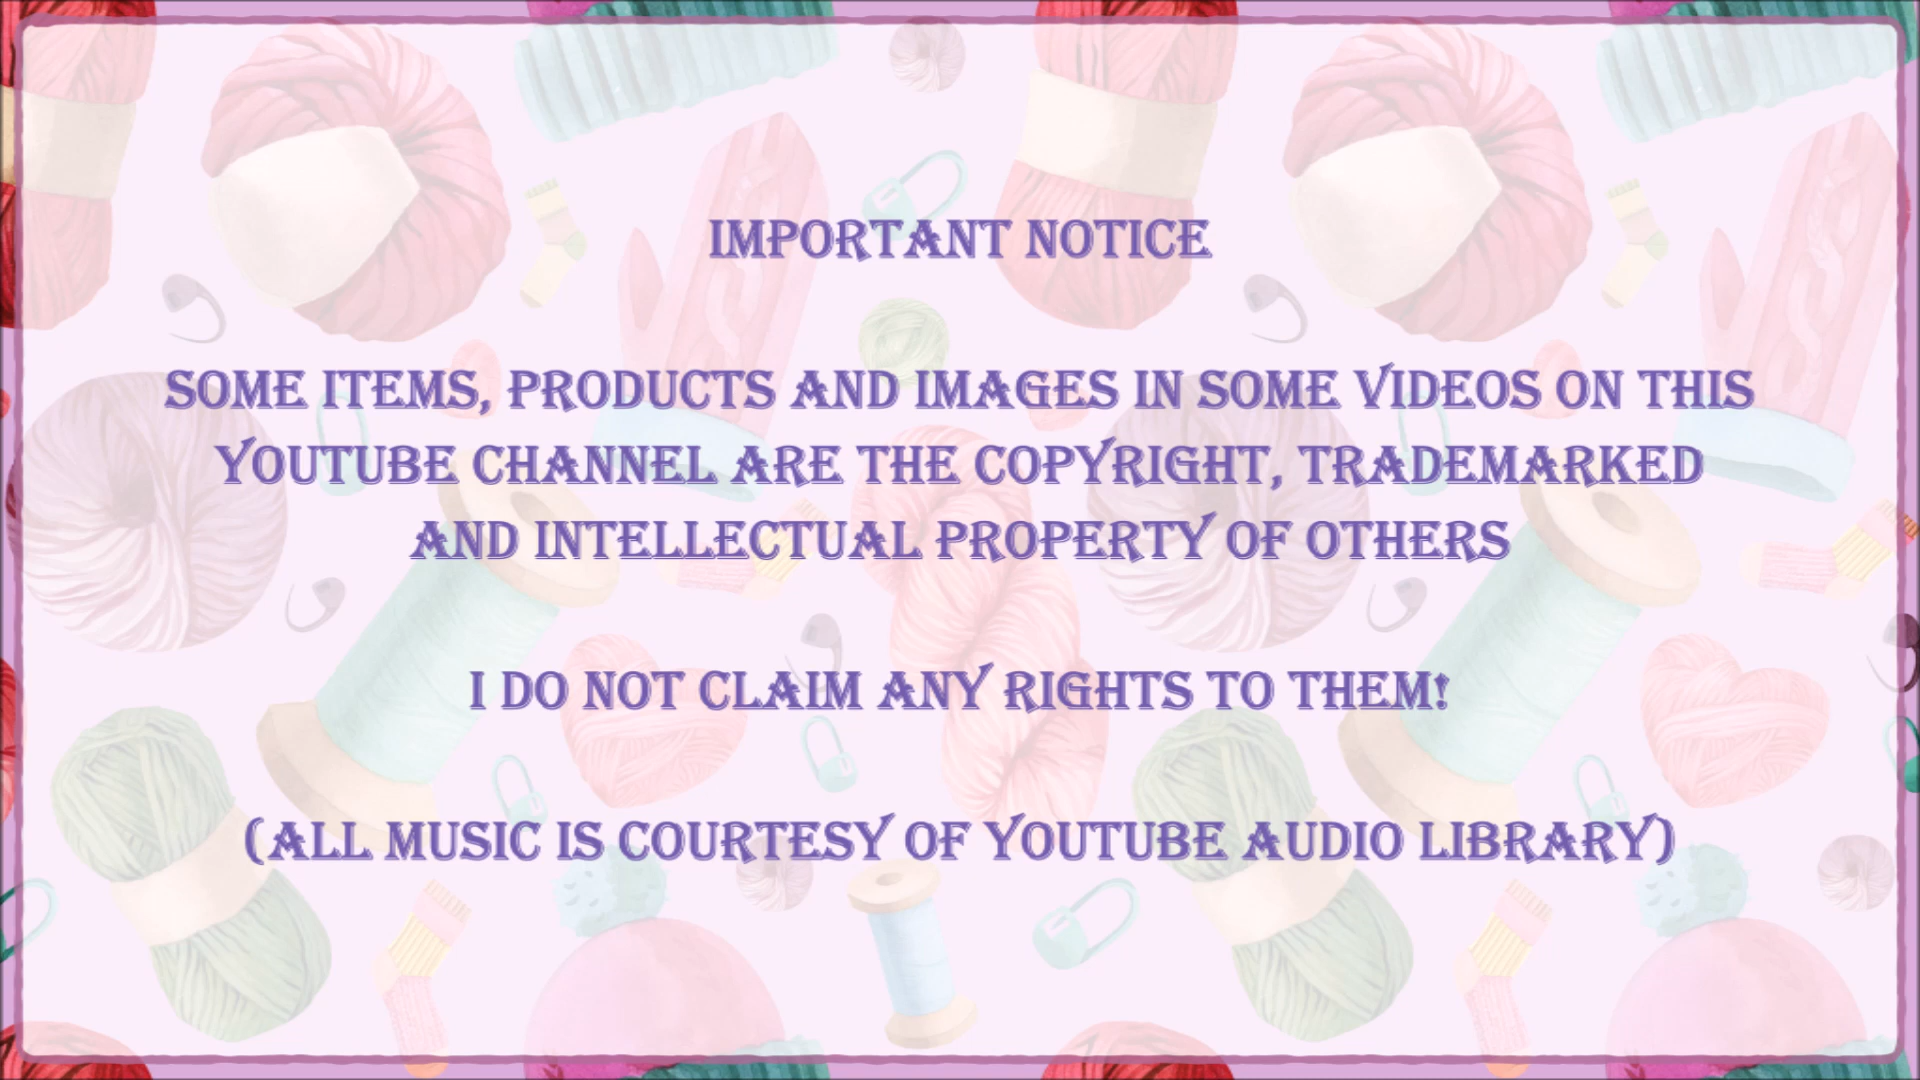 IMPORTANT NOTICE
SOME ITEMS, PRODUCTS AND IMAGES IN SOME VIDEOS ON THIS
YOUTUBE CHANNEL ARE THE COPYRIGHT, TRADEMARKED
AND INTELLECTUAL PROPERTY OF OTHERS
I DO NOT CLAIM ANY RIGHTS TO THEM!
(ALL MUSIC IS COURTESY OF YOUTUBE AUDIO LIBRARY)